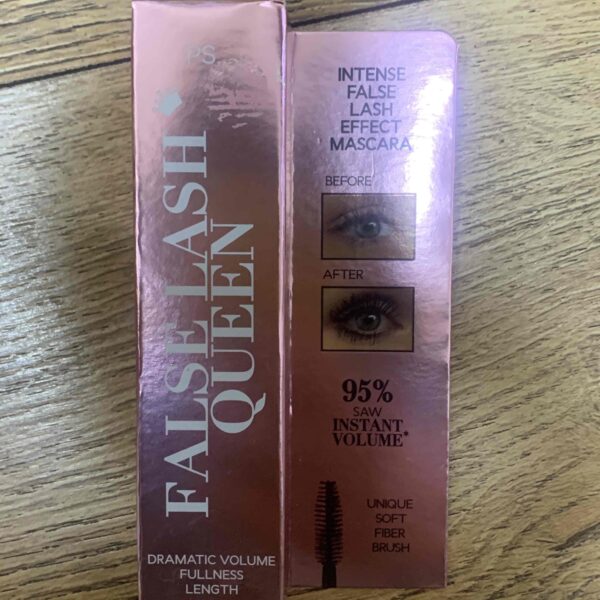 PS
FALSE LASH
QUEEN
DRAMATIC VOLUME
FULLNESS
LENGTH
INTENSE
FALSE
LASH
EFFECT
MASCARA
BEFORE
AFTER
95%
SAW
INSTANT
VOLUME*
UNIQUE
SOFT
FIBER
BRUSH